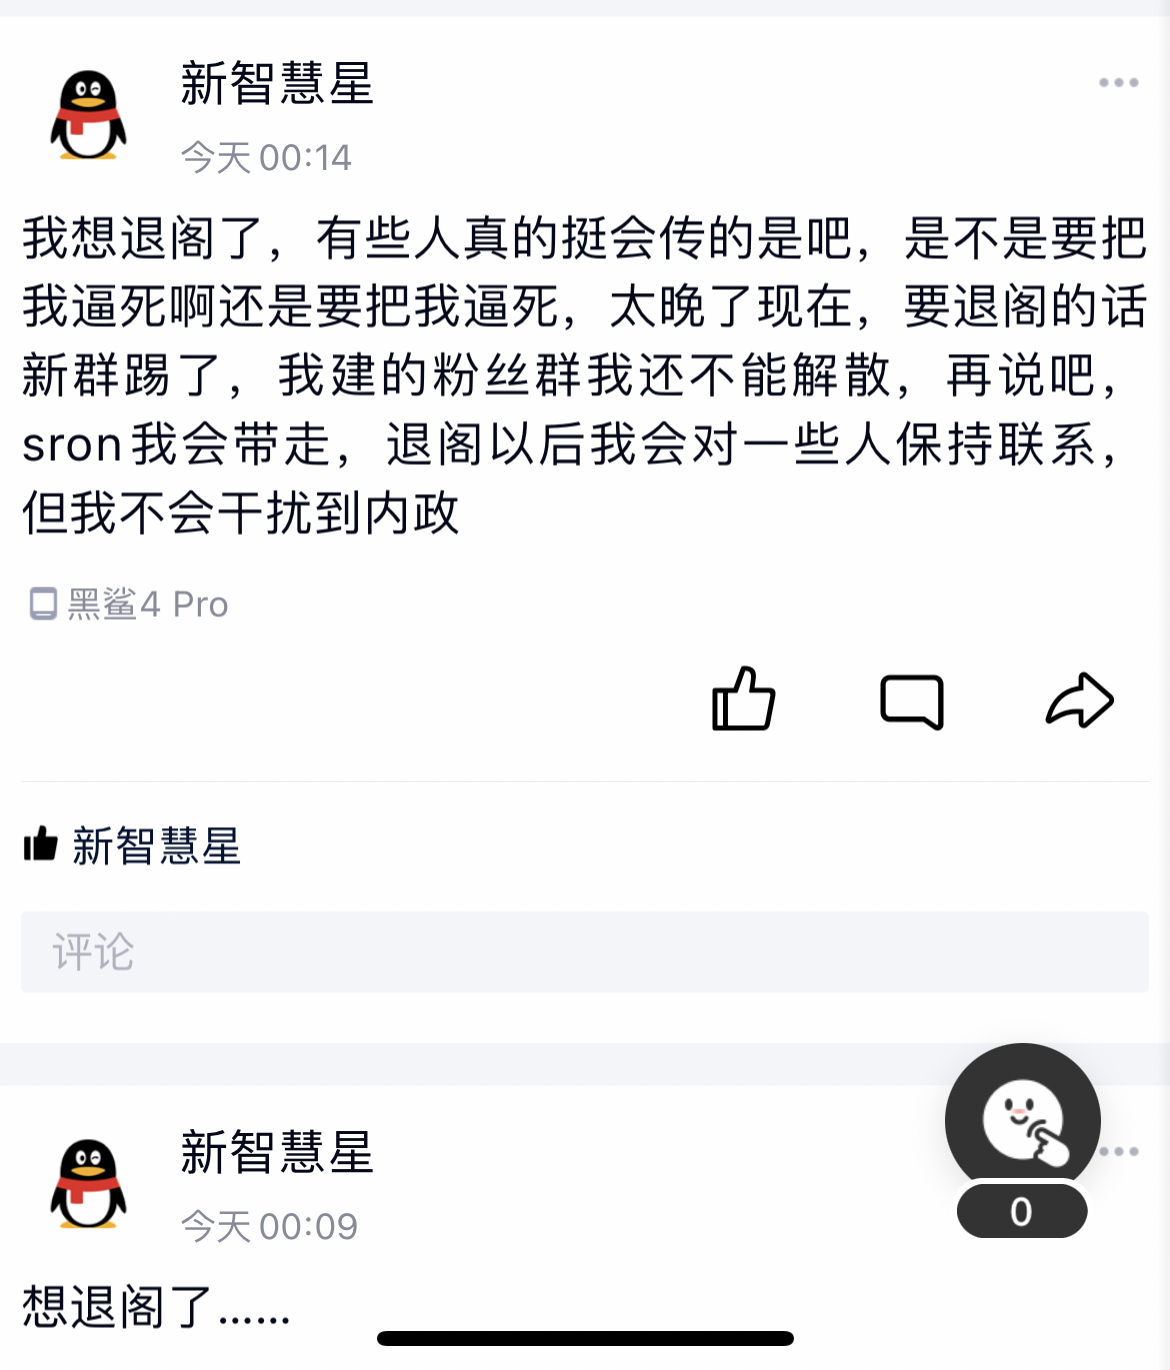 新智慧星
今天 00:14
我想退阁了，有些人真的挺会传的是吧，是不是要把
我逼死啊还是要把我逼死，太晚了现在，要退阁的话
新群踢了，我建的粉丝群我还不能解散，再说吧，
sron我会带走，退阁以后我会对一些人保持联系，
但我不会干扰到内政
黑鲨4 Pro
新智慧星
评论
新智慧星
今天 00:09
0
想退阁了......